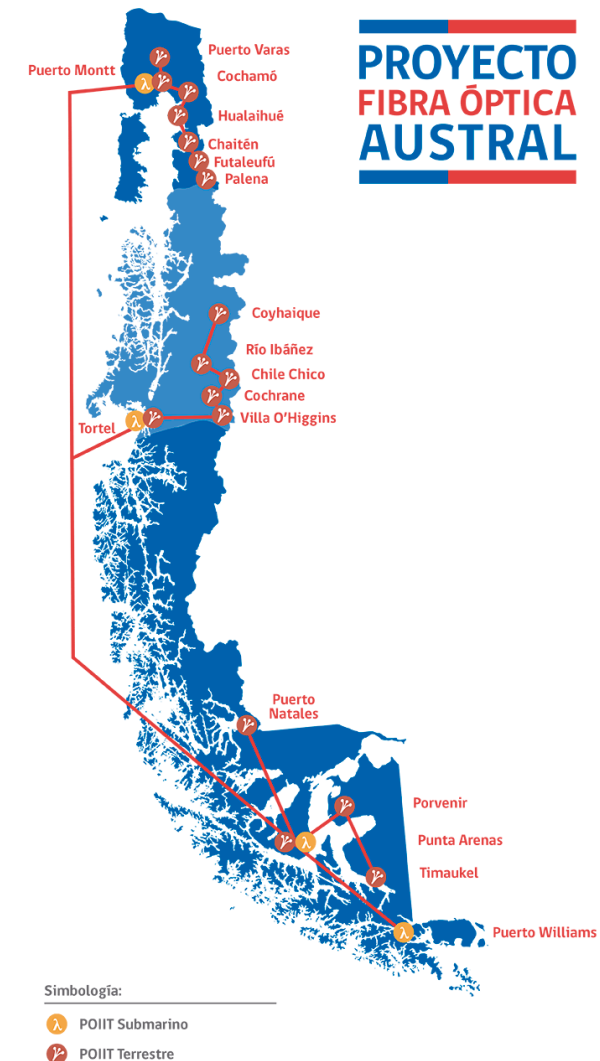 PROYECTO
FIBRA ÓPTICA
AUSTRAL
Puerto Varas
Puerto Montt
Cochamó
Hualaihué
Chaitén
Futaleufú
Palena
Coyhaique
Río Ibáñez
Chile Chico
Cochrane
Villa O'Higgins
Tortel
Puerto
Natales
Porvenir
Punta Arenas
Timaukel
Puerto Williams
Simbología:
λ POIIT Submarino
POIIT Terrestre